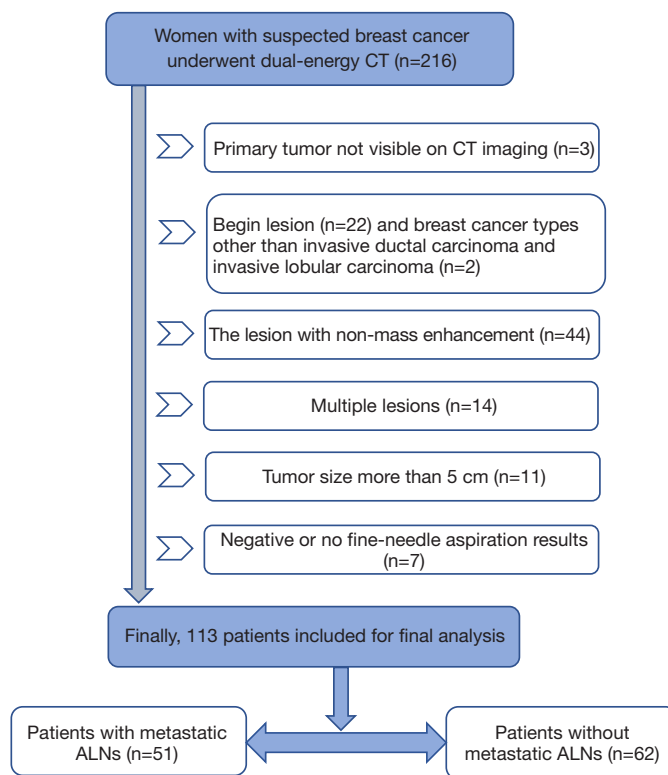 Women with suspected breast cancer
underwent dual-energy CT (n=216)
Primary tumor not visible on CT imaging (n=3)
Begin lesion (n=22) and breast cancer types
other than invasive ductal carcinoma and
invasive lobular carcinoma (n=2)
The lesion with non-mass enhancement (n=44)
Multiple lesions (n=14)
Tumor size more than 5 cm (n=11)
Negative or no fine-needle aspiration results
(n=7)
Finally, 113 patients included for final analysis
Patients with metastatic
ALNs (n=51)
Patients without
metastatic ALNs (n=62)